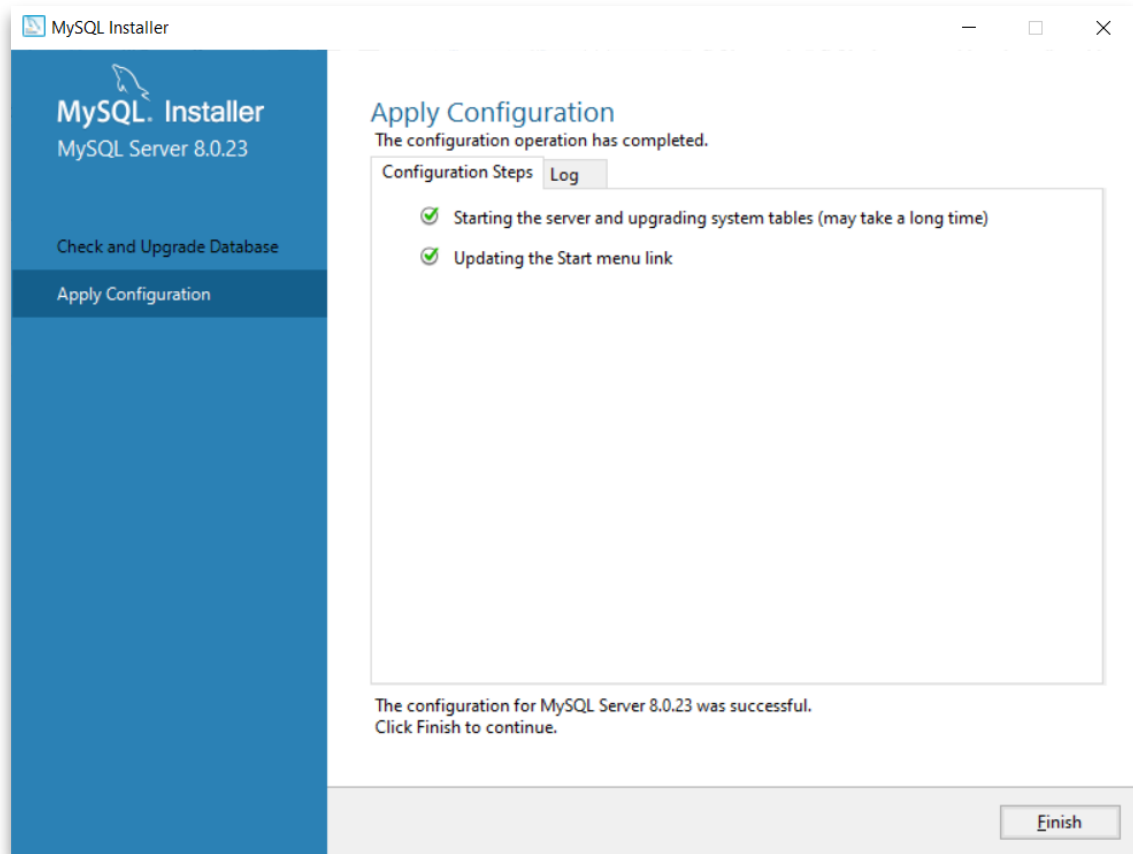 MySQL Installer
MySQL. Installer
MySQL Server 8.0.23
Check and Upgrade Database
Apply Configuration
Apply Configuration
The configuration operation has completed.
Configuration Steps
Log
Starting the server and upgrading system tables (may take a long time)
Updating the Start menu link
The configuration for MySQL Server 8.0.23 was successful.
Click Finish to continue.
Finish